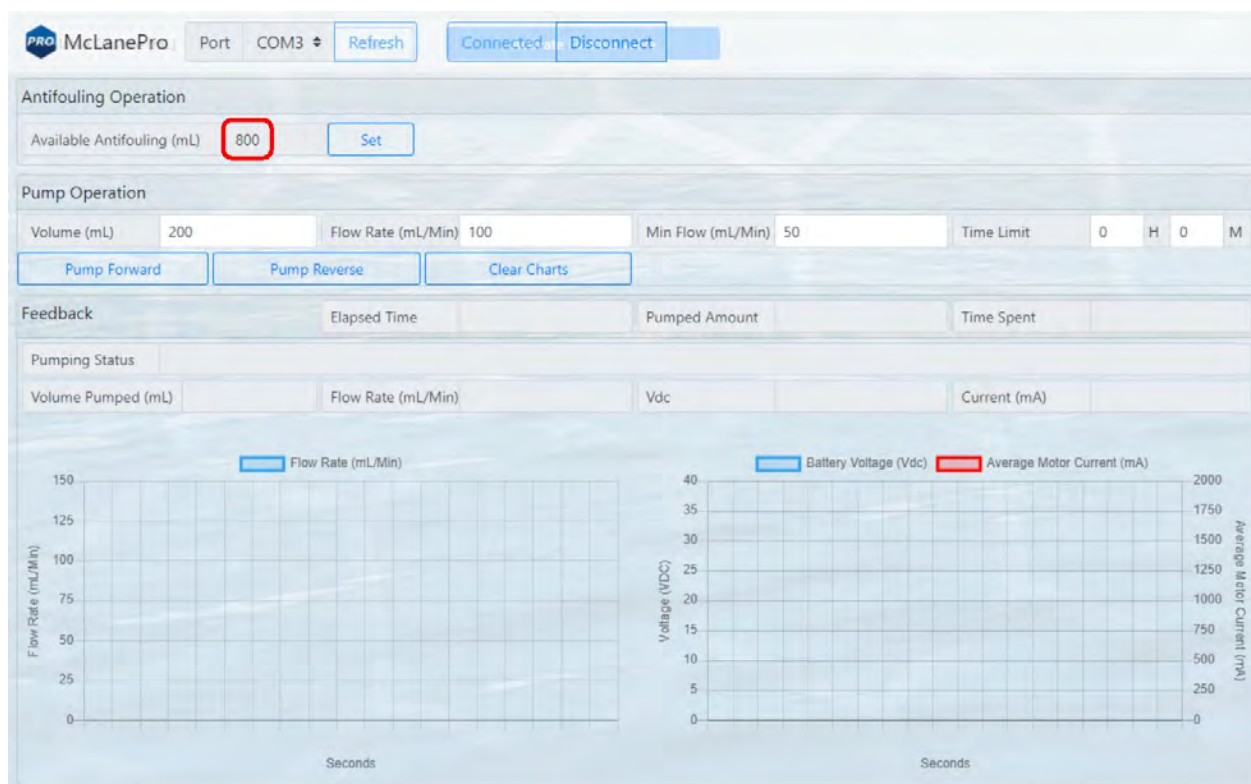 PRO McLanePro Port COM3 Refresh Connected Disconnect
Antifouling Operation
Available Antifouling (mL) 800 Set
Pump Operation
Volume (mL) 200 Flow Rate (mL/Min) 100 Min Flow (mL/Min) 50 Time Limit 0 H 0 M
Pump Forward Pump Reverse Clear Charts
Feedback Elapsed Time Pumped Amount Time Spent
Pumping Status
Volume Pumped (mL) Flow Rate (mL/Min) Vdc Current (mA)
Flow Rate (mL/Min)
150
125
100
75
50
25
0
Flow Rate (mL/Min)
Seconds
Battery Voltage (Vdc) Average Motor Current (mA)
40
35
30
25
20
15
10
5
0
Voltage (VDC)
2000
1750
1500
1250
1000
750
500
250
0
Average Motor Current (mA)
Seconds